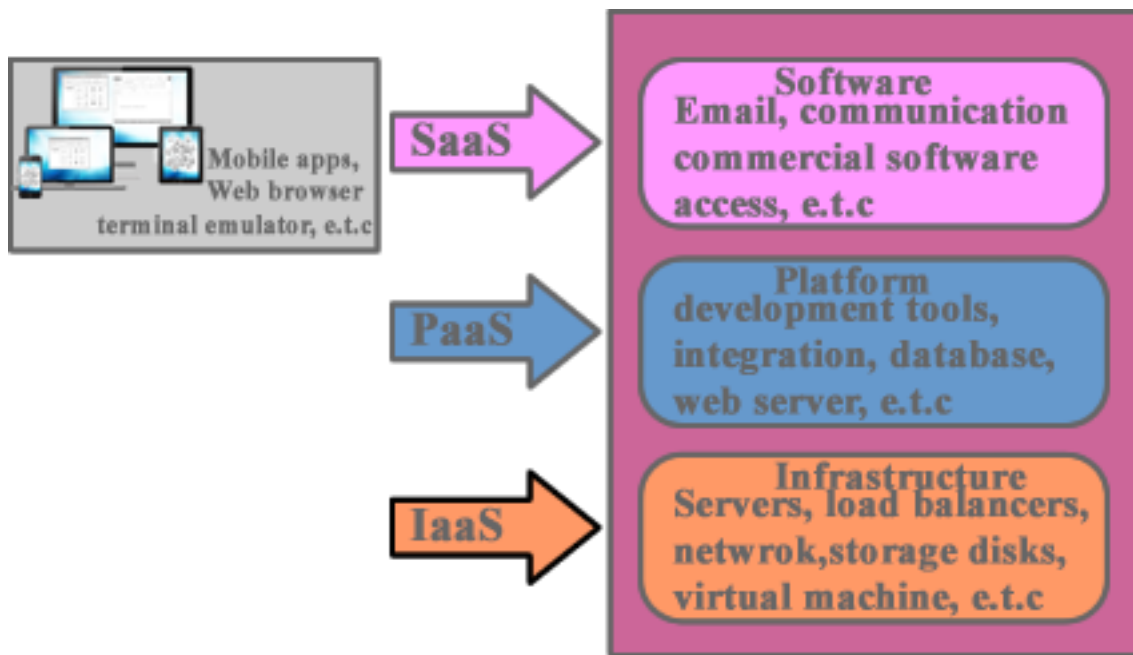 Mobile apps,
Web browser
terminal emulator, e.t.c
SaaS
Software
Email, communication
commercial software
access, e.t.c
PaaS
Platform
development tools,
integration, database,
web server, e.t.c
IaaS
Infrastructure
Servers, load balancers,
netwrok,storage disks,
virtual machine, e.t.c